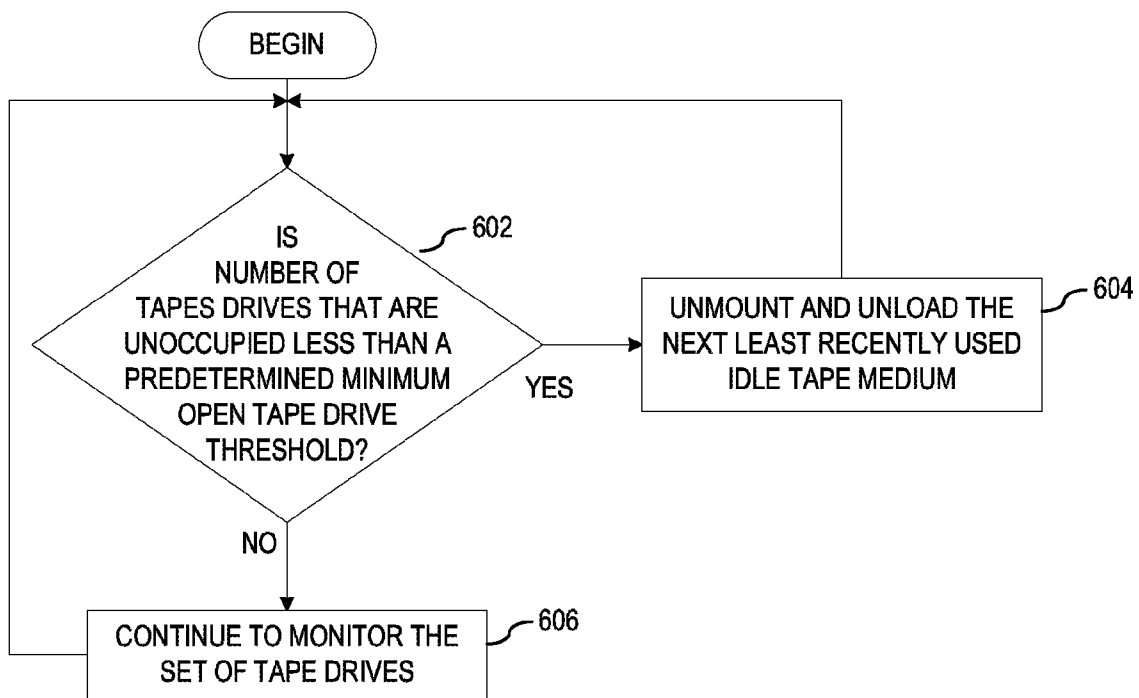 BEGIN
602
IS
NUMBER OF
TAPES DRIVES THAT ARE
UNOCCUPIED LESS THAN A
PREDETERMINED MINIMUM
OPEN TAPE DRIVE
THRESHOLD?
YES
604
UNMOUNT AND UNLOAD THE
NEXT LEAST RECENTLY USED
IDLE TAPE MEDIUM
NO
606
CONTINUE TO MONITOR THE
SET OF TAPE DRIVES